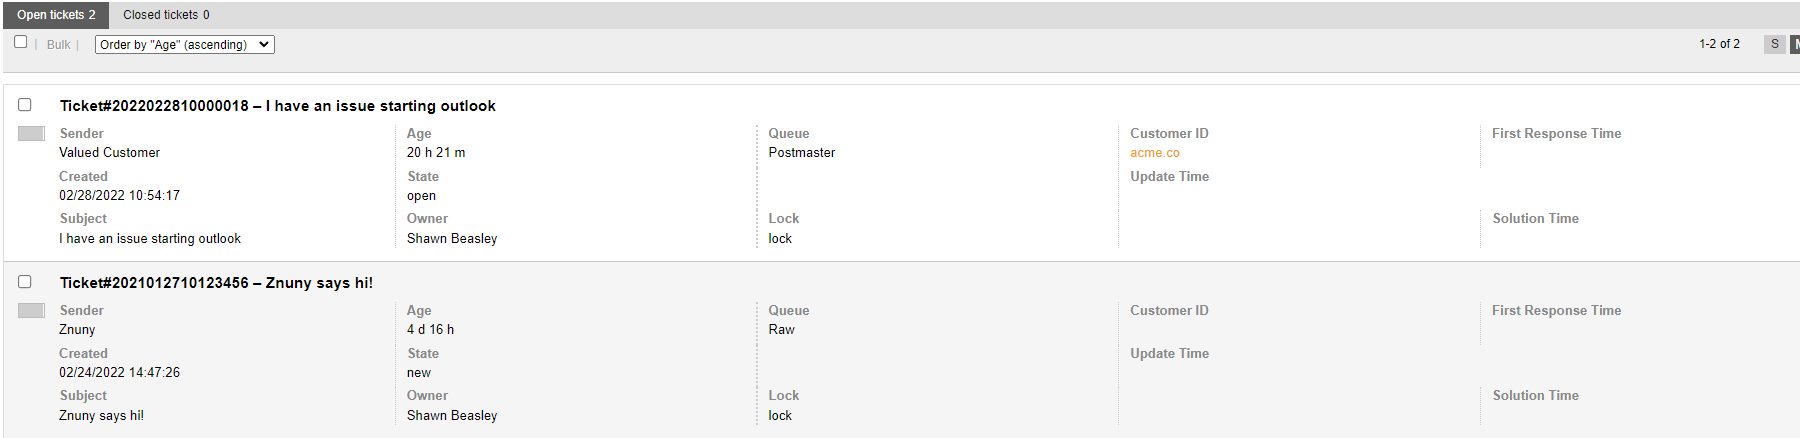 Open tickets 2 Closed tickets 0
| Bulk | Order by "Age" (ascending) 1-2 of 2 S
Ticket#2022022810000018 – I have an issue starting outlook
Sender Age Queue Customer ID First Response Time
Valued Customer 20 h 21 m Postmaster acme.co
Created State Update Time
02/28/2022 10:54:17 open
Subject Owner Lock Solution Time
I have an issue starting outlook Shawn Beasley lock
Ticket#2021012710123456 – Znuny says hi!
Sender Age Queue Customer ID First Response Time
Znuny 4 d 16 h Raw
Created State Update Time
02/24/2022 14:47:26 new
Subject Owner Lock Solution Time
Znuny says hi! Shawn Beasley lock